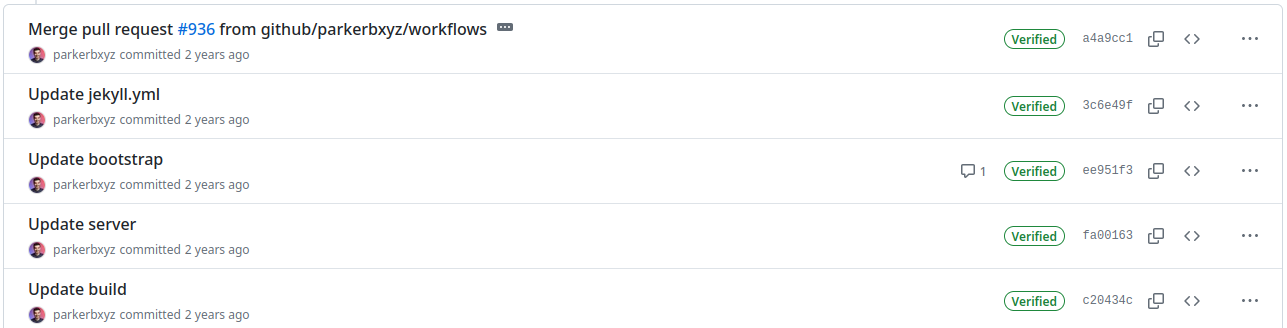 Merge pull request #936 from github/parkerbxyz/workflows
parkerbxyz committed 2 years ago
Verified a4a9cc1
Update jekyll.yml
parkerbxyz committed 2 years ago
Verified 3c6e49f
Update bootstrap
parkerbxyz committed 2 years ago
1 Verified ee951f3
Update server
parkerbxyz committed 2 years ago
Verified fa00163
Update build
parkerbxyz committed 2 years ago
Verified c20434c